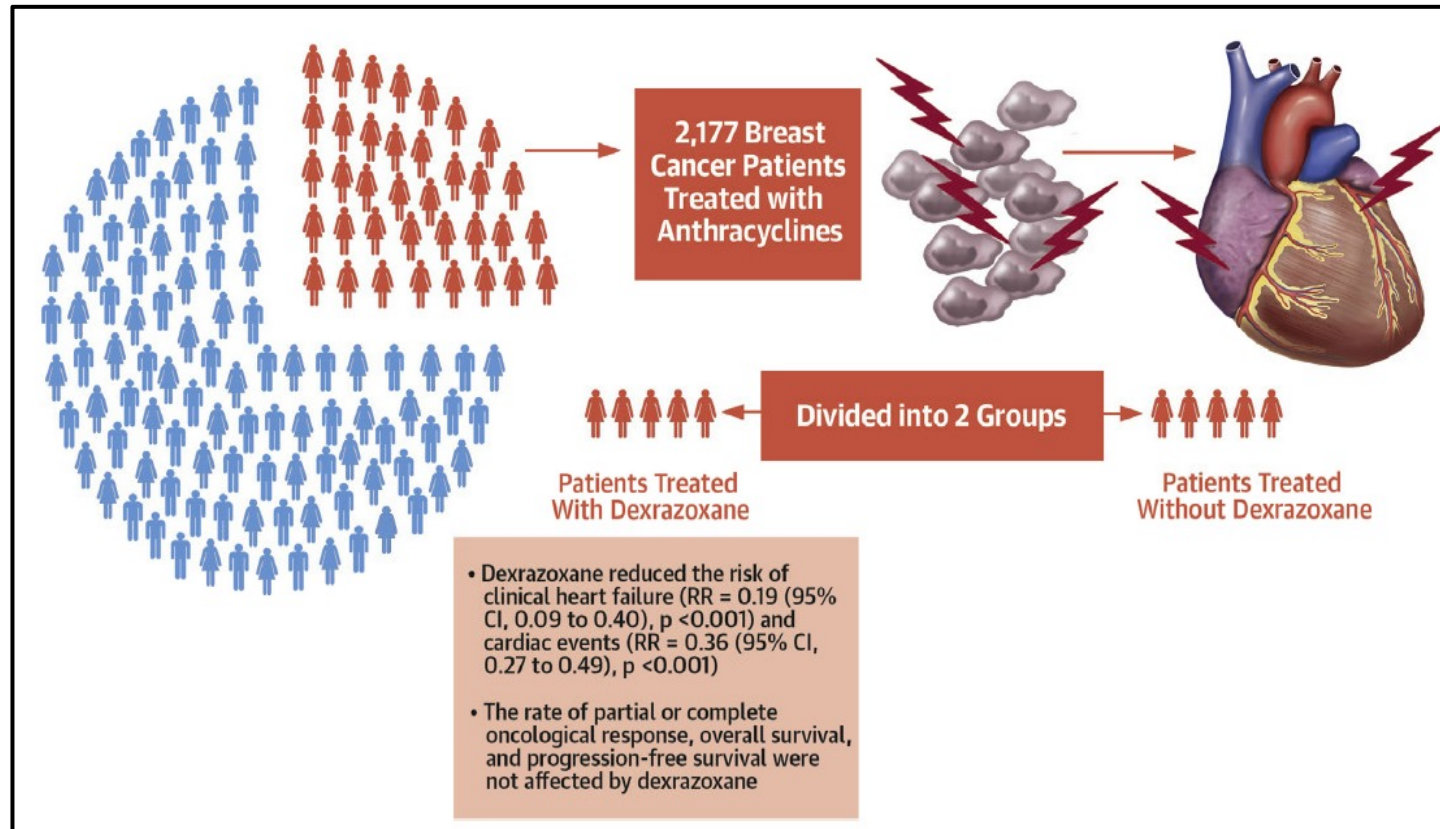 2,177 Breast
Cancer Patients
Treated with
Anthracyclines
Divided into 2 Groups
Patients Treated
With Dexrazoxane
Patients Treated
Without Dexrazoxane
• Dexrazoxane reduced the risk of
clinical heart failure (RR = 0.19 (95%
CI, 0.09 to 0.40), p <0.001) and
cardiac events (RR = 0.36 (95% CI,
0.27 to 0.49), p <0.001)
• The rate of partial or complete
oncological response, overall survival,
and progression-free survival were
not affected by dexrazoxane